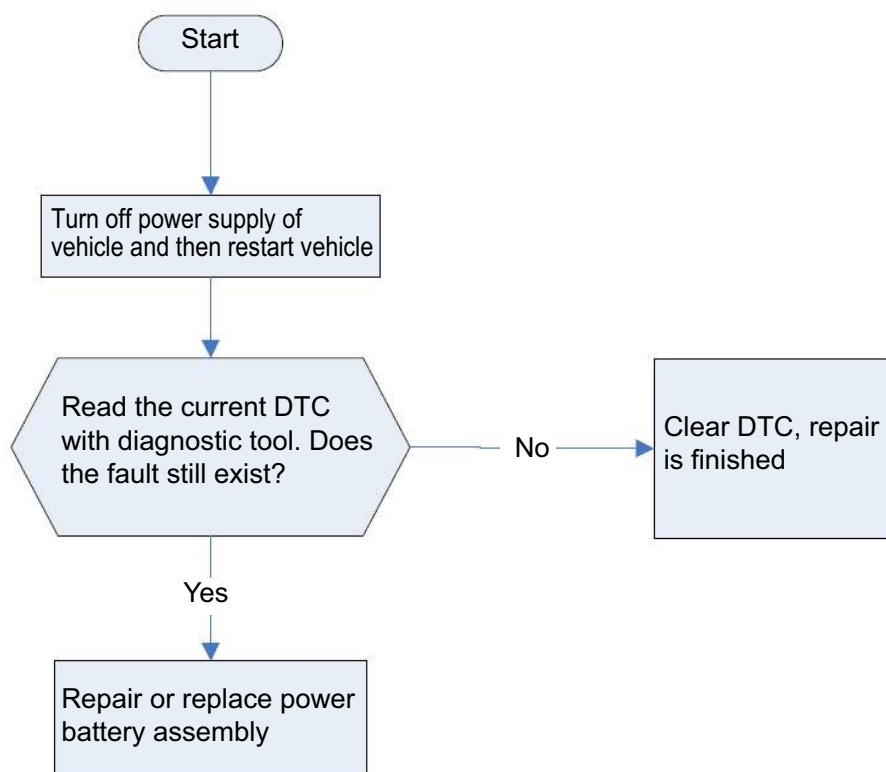 Start
Turn off power supply of
vehicle and then restart vehicle
Read the current DTC
with diagnostic tool. Does
the fault still exist?
No
Clear DTC, repair
is finished
Yes
Repair or replace power
battery assembly